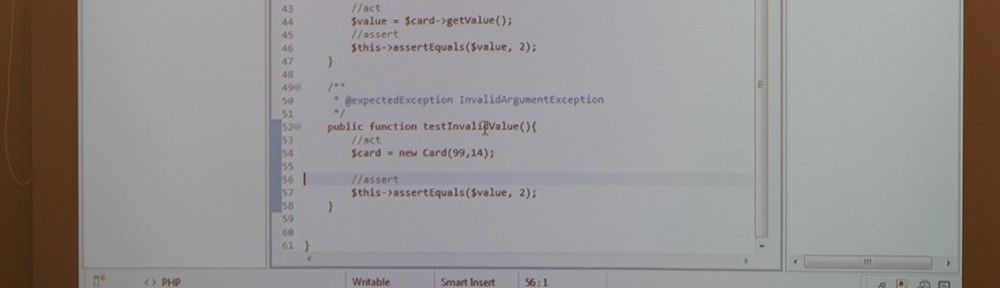 43 //act
44 $value = $card->getValue();
45 //assert
46 $this->assertEquals($value, 2);
47 }
48
49 /**
50 * @expectedException InvalidArgumentException
51 */
52 public function testInvalidValue(){
53 //act
54 $card = new Card(99,14);
55
56 //assert
57 $this->assertEquals($value, 2);
58 }
59
60
61 }
<> PHP Writable Smart Insert 56:1